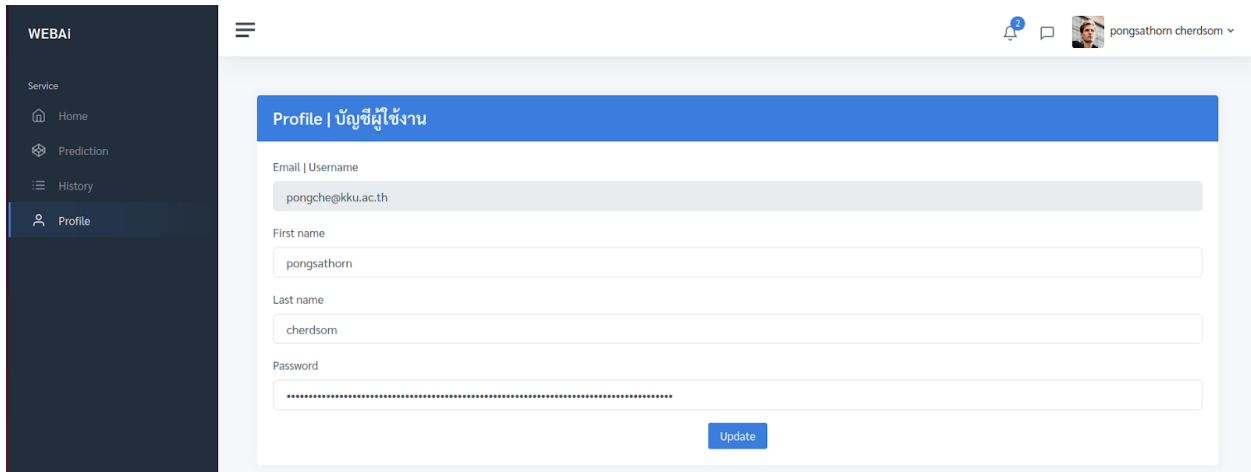 WEBAi
2
pongsathorn cherdsom
Service
Home
Prediction
History
Profile
Profile | บัญชีผู้ใช้งาน
Email | Username
pongche@kku.ac.th
First name
pongsathorn
Last name
cherdsom
Password
Update